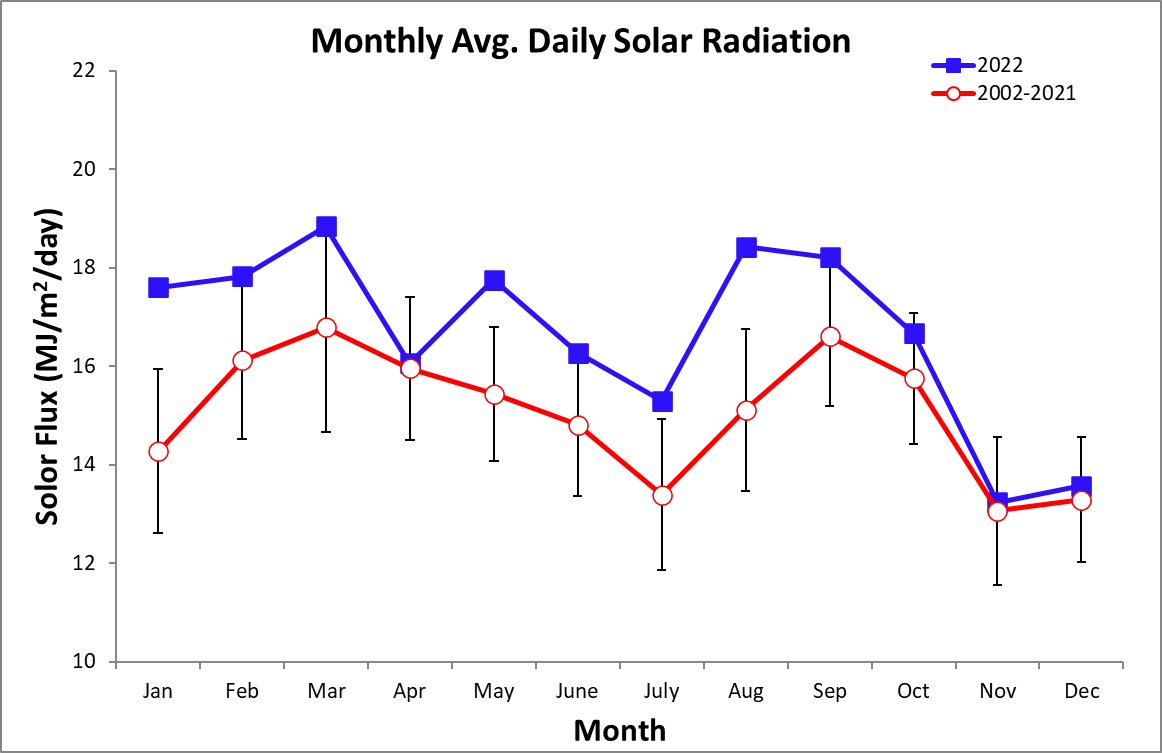 Monthly Avg. Daily Solar Radiation
2022
2002-2021
22
20
18
16
14
12
10
Solor Flux (MJ/m²/day)
Jan Feb Mar Apr May June July Aug Sep Oct Nov Dec
Month